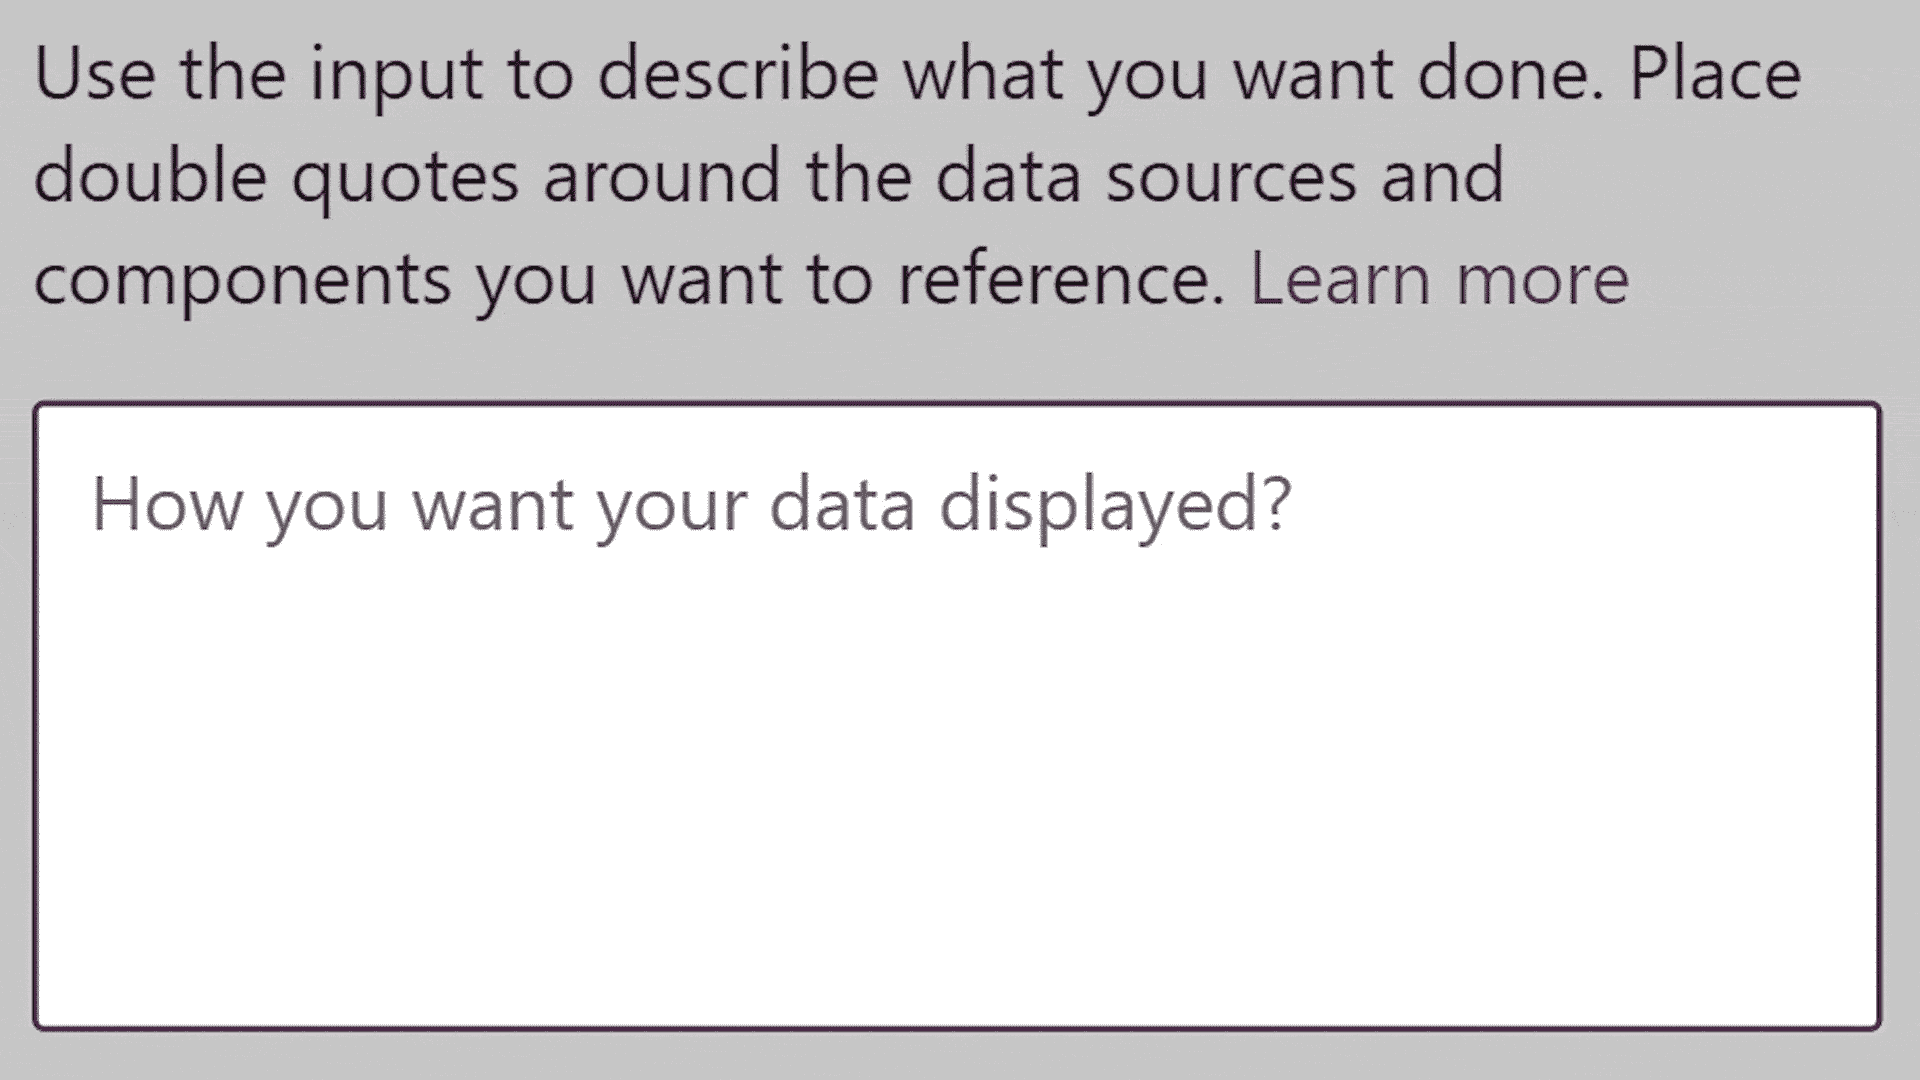 Use the input to describe what you want done. Place
double quotes around the data sources and
components you want to reference. Learn more
How you want your data displayed?